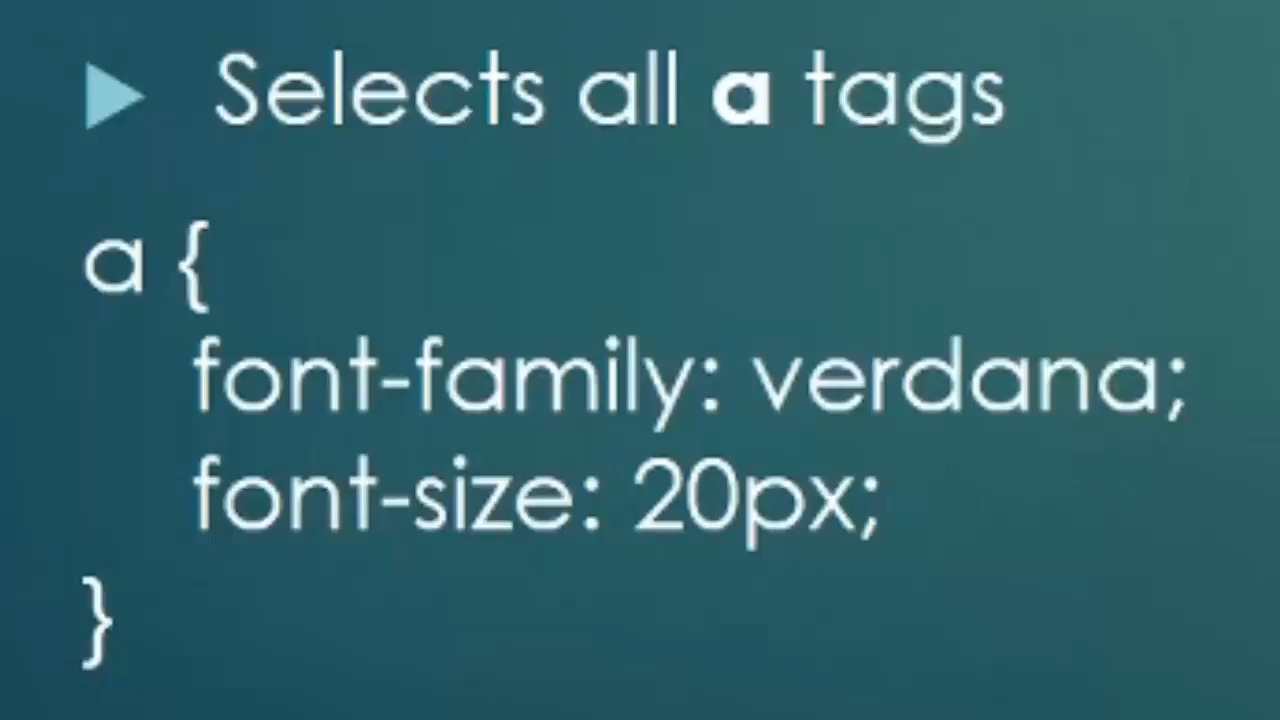 Selects all a tags
a {
font-family: verdana;
font-size: 20px;
}